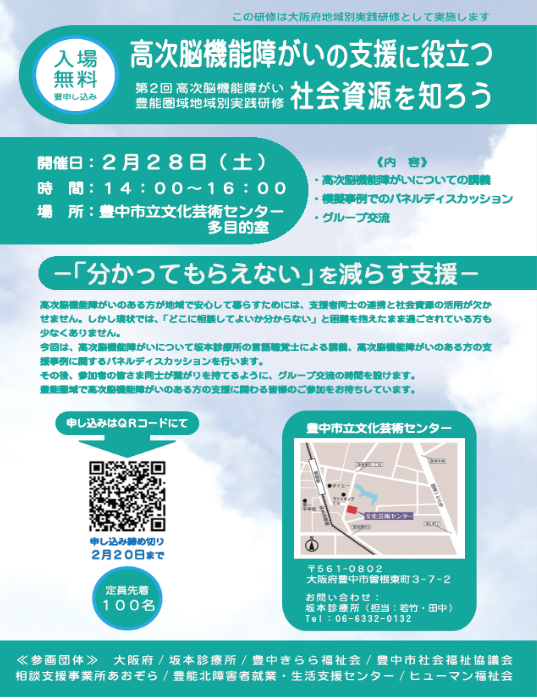 この研修は大阪府地域別実践研修として実施します
入場
無料
要申し込み
高次脳機能障がいの支援に役立つ
第2回 高次脳機能障がい
豊能圏域地域別実践研修
社会資源を知ろう
開催日：２月２８日（土）
時　間：１４：００～１６：００
場　所：豊中市立文化芸術センター
多目的室
《内　容》
・高次脳機能障がいについての講義
・模擬事例でのパネルディスカッション
・グループ交流
－「分かってもらえない」を減らす支援－
高次脳機能障がいのある方が地域で安心して暮らすためには、支援者同士の連携と社会資源の活用が欠か
せません。しかし現状では、「どこに相談してよいか分からない」と困難を抱えたまま過ごされている方も
少なくありません。
今回は、高次脳機能障がいについて坂本診療所の言語聴覚士による講義、高次脳機能障がいのある方の支
援事例に関するパネルディスカッションを行います。
その後、参加者の皆さま同士が繋がりを持てるように、グループ交流の時間を設けます。
豊能圏域で高次脳機能障がいのある方の支援に関わる皆様のご参加をお待ちしています。
申し込みはQRコードにて
申し込み締め切り
２月２０日まで
定員先着
１００名
豊中市立文化芸術センター
ダイエー
文化芸術センター
〒５６１-０８０２
大阪府豊中市曽根東町３-７-２
お問い合わせ：
坂本診療所（担当：若竹・田中）
Tel：06-6332-0132
≪参画団体≫　大阪府 / 坂本診療所 / 豊中きらら福祉会 / 豊中市社会福祉協議会
相談支援事業所あおぞら / 豊能北障害者就業・生活支援センター / ヒューマン福祉会